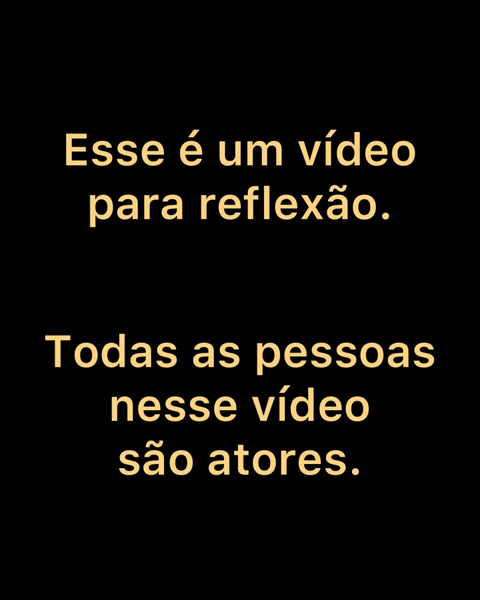 Esse é um vídeo
para reflexão.
Todas as pessoas
nesse vídeo
são atores.